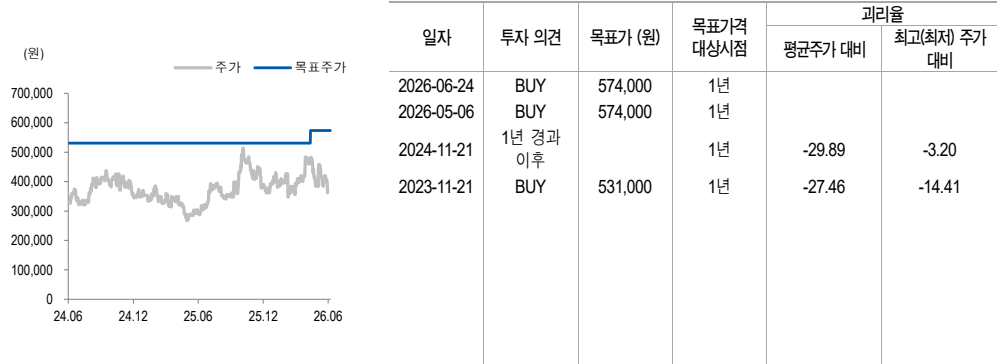 (원)
주가 목표주가
700,000
600,000
500,000
400,000
300,000
200,000
100,000
0
24.06 24.12 25.06 25.12 26.06
일자 투자 의견 목표가 (원) 목표가격 대상시점 괴리율
평균주가 대비 최고(최저) 주가 대비
2026-06-24 BUY 574,000 1년
2026-05-06 BUY 574,000 1년
2024-11-21 1년 경과 이후 1년 -29.89 -3.20
2023-11-21 BUY 531,000 1년 -27.46 -14.41